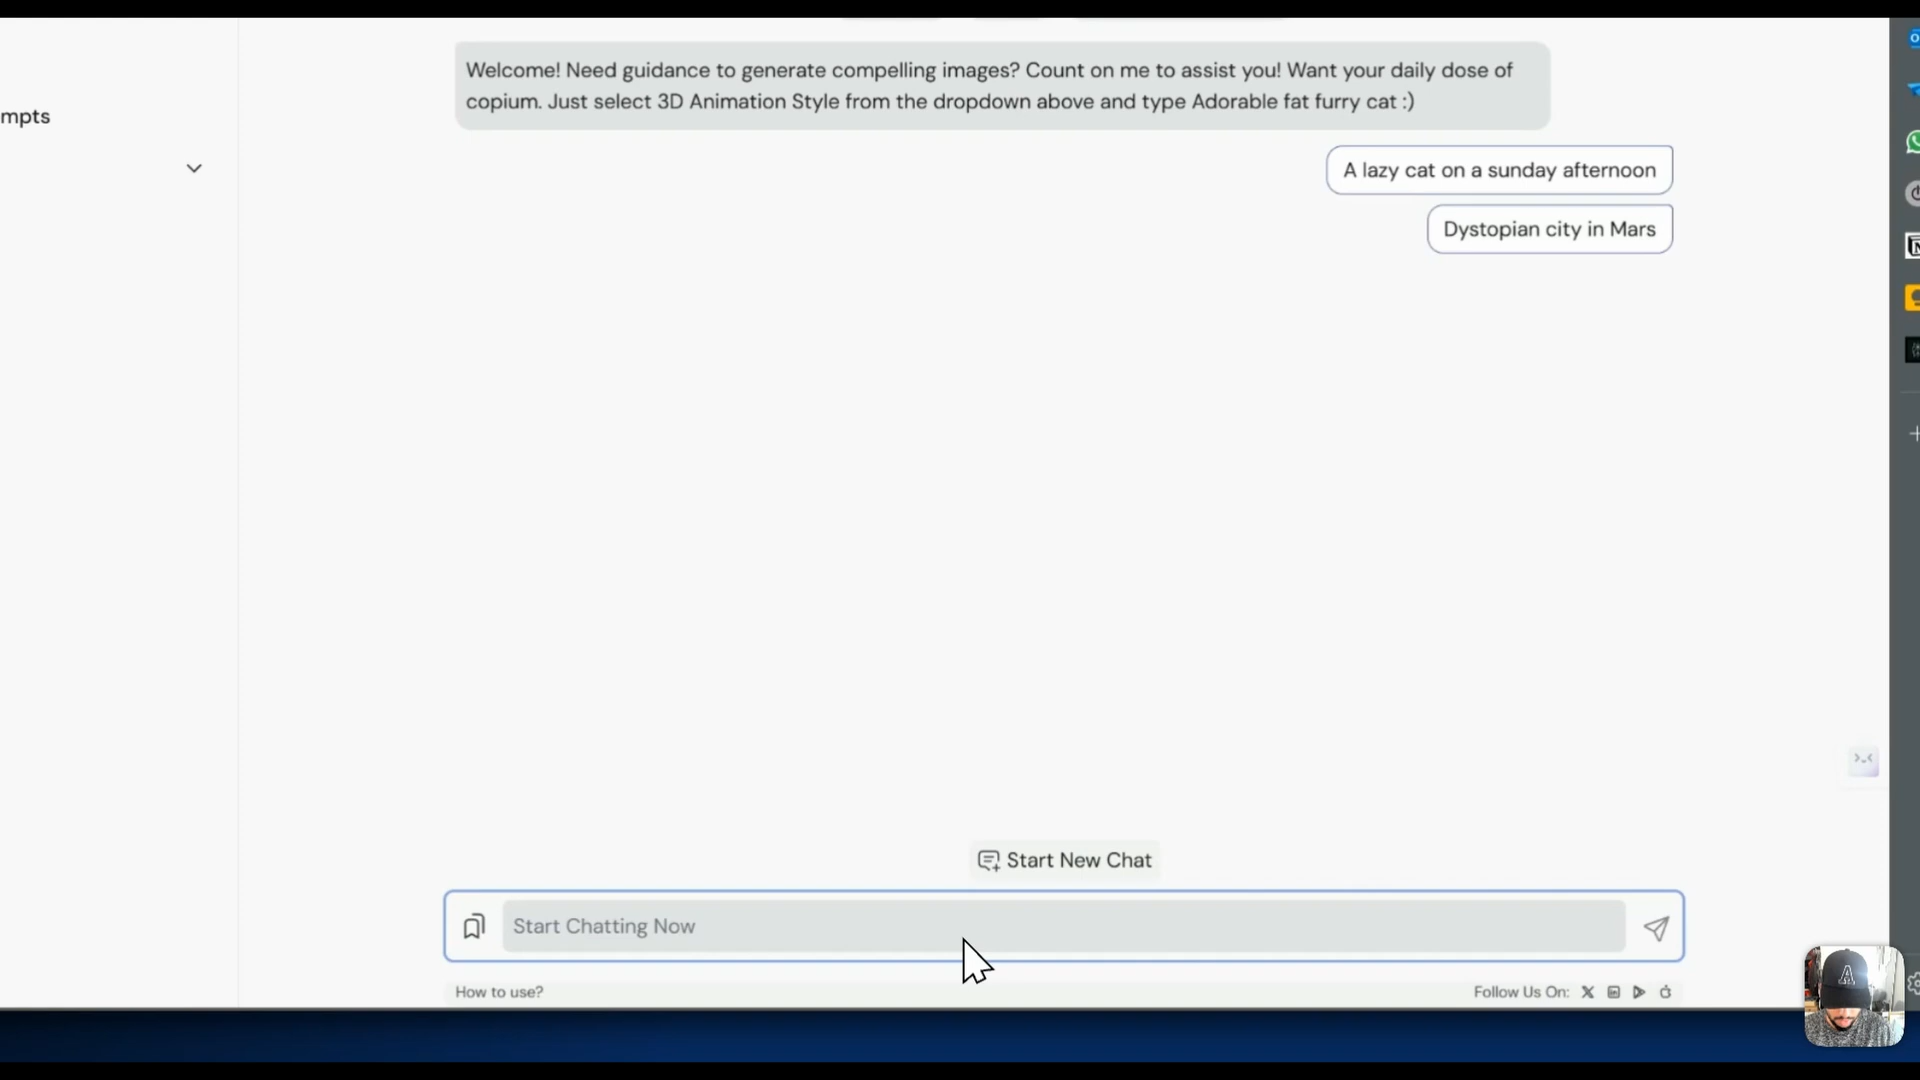 Welcome! Need guidance to generate compelling images? Count on me to assist you! Want your daily dose of
copium. Just select 3D Animation Style from the dropdown above and type Adorable fat furry cat :)
mpts
A lazy cat on a sunday afternoon
Dystopian city in Mars
Start New Chat
Start Chatting Now
How to use?
Follow Us On:
A